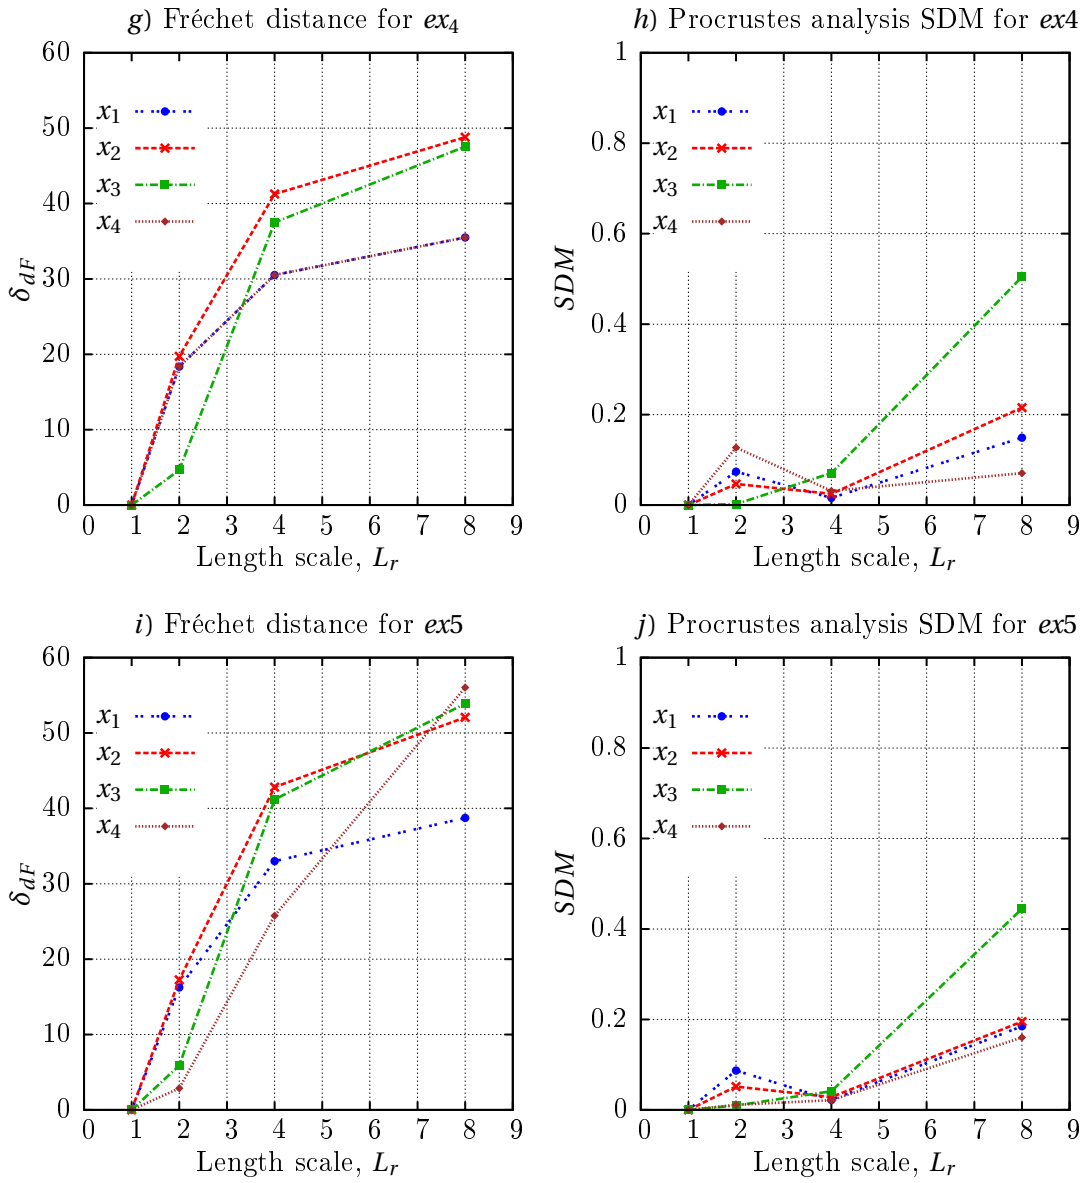 g) Fréchet distance for ex4
60
50
40
30
20
10
0
δdF
x1
x2
x3
x4
0 1 2 3 4 5 6 7 8 9
Length scale, Lr
h) Procrustes analysis SDM for ex4
1
0.8
0.6
0.4
0.2
0
SDM
x1
x2
x3
x4
0 1 2 3 4 5 6 7 8 9
Length scale, Lr
i) Fréchet distance for ex5
60
50
40
30
20
10
0
δdF
x1
x2
x3
x4
0 1 2 3 4 5 6 7 8 9
Length scale, Lr
j) Procrustes analysis SDM for ex5
1
0.8
0.6
0.4
0.2
0
SDM
x1
x2
x3
x4
0 1 2 3 4 5 6 7 8 9
Length scale, Lr